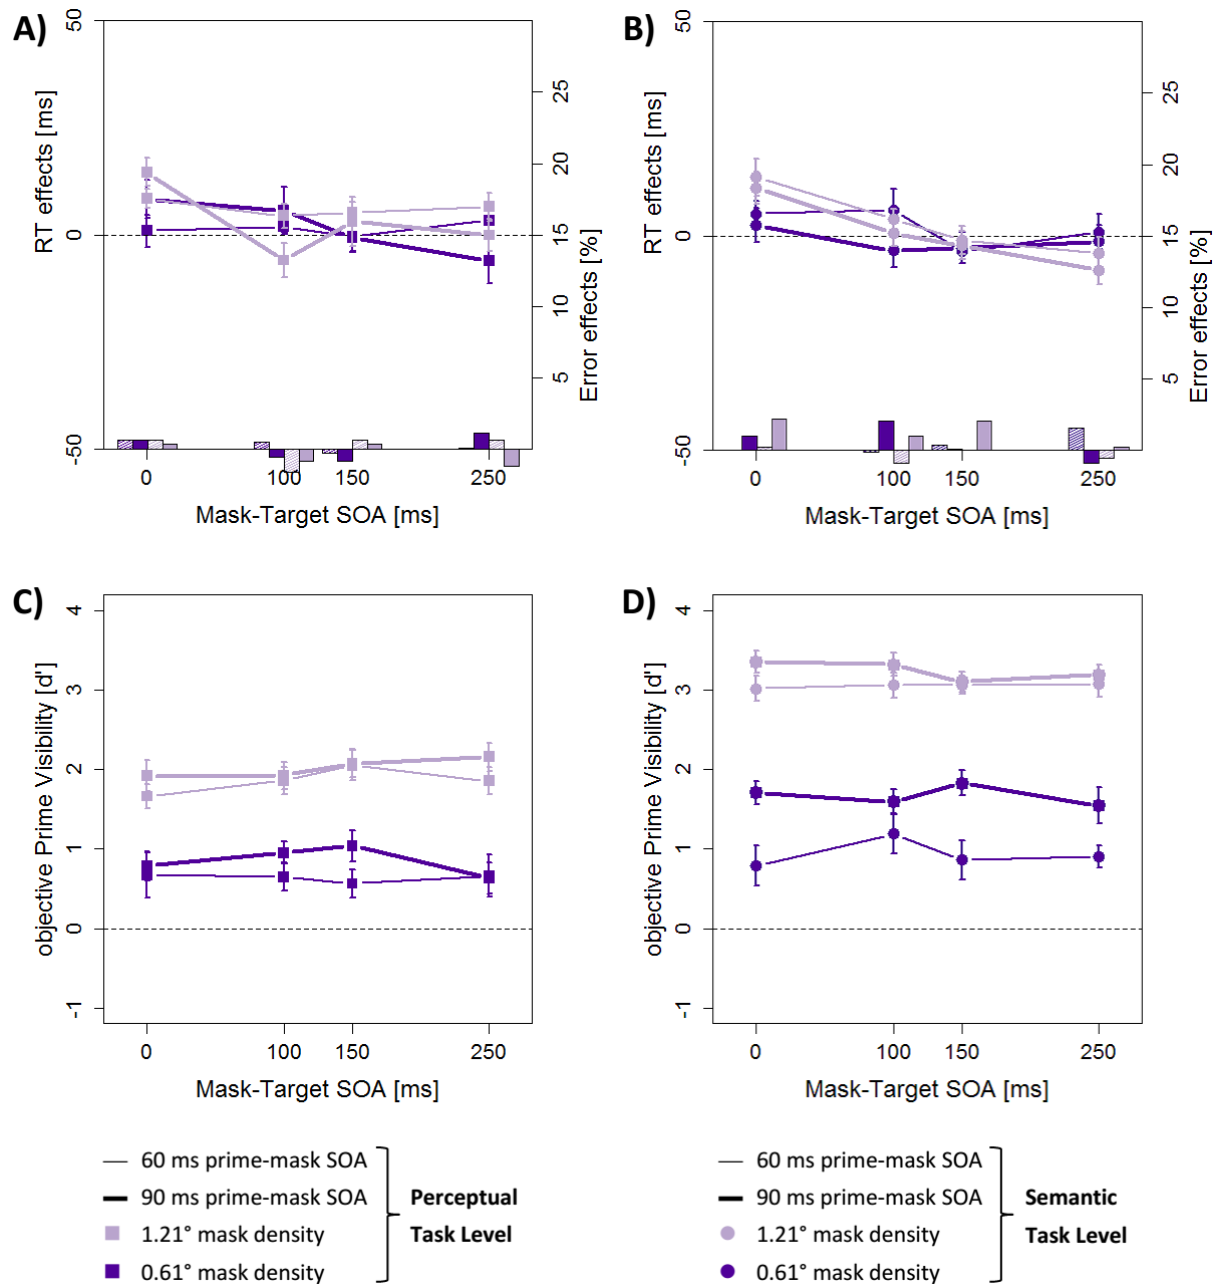 A)
50
0
-50
RT effects [ms]
25
20
15
10
5
Error effects [%]
0 100 150 250
Mask-Target SOA [ms]
B)
50
0
-50
RT effects [ms]
25
20
15
10
5
Error effects [%]
0 100 150 250
Mask-Target SOA [ms]
C)
4
3
2
1
0
-1
objective Prime Visibility [d']
0 100 150 250
Mask-Target SOA [ms]
D)
4
3
2
1
0
-1
objective Prime Visibility [d']
0 100 150 250
Mask-Target SOA [ms]
60 ms prime-mask SOA
90 ms prime-mask SOA
1.21° mask density
0.61° mask density
Perceptual
Task Level
60 ms prime-mask SOA
90 ms prime-mask SOA
1.21° mask density
0.61° mask density
Semantic
Task Level